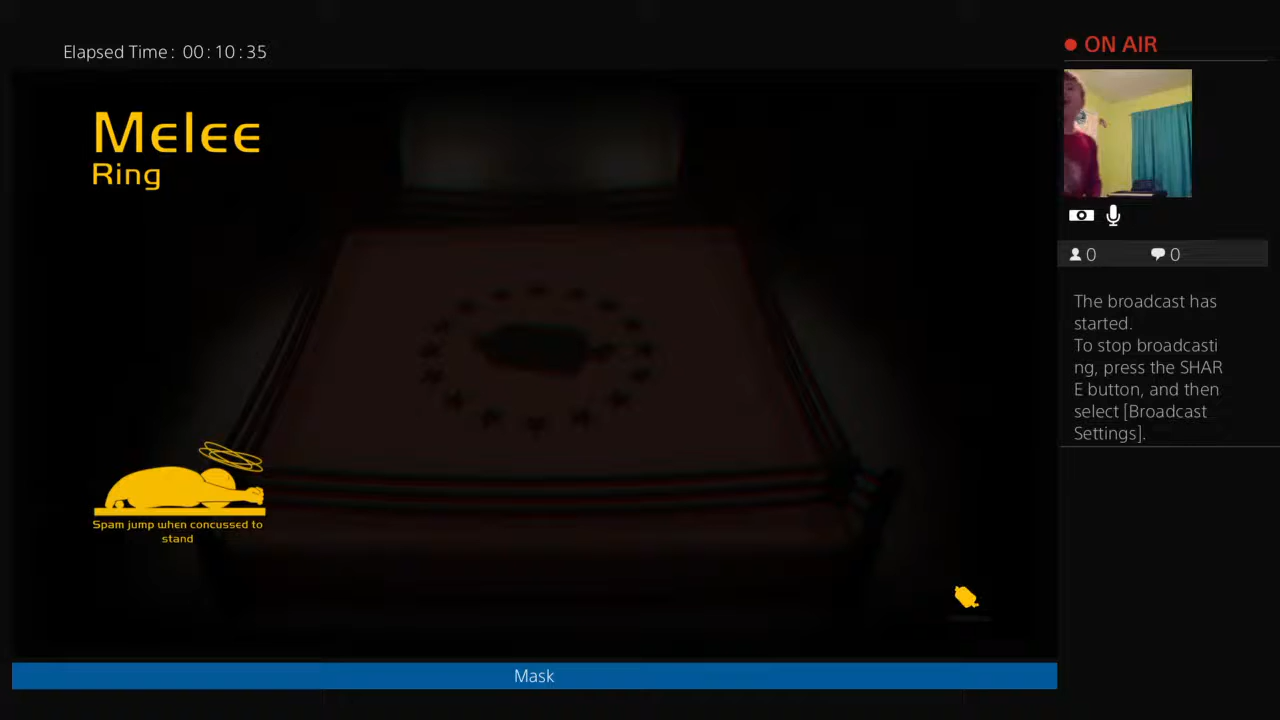 Elapsed Time: 00:10:35
ON AIR
Melee
Ring
0 0
The broadcast has
started.
To stop broadcasti
ng, press the SHAR
E button, and then
select [Broadcast
Settings].
Spam jump when concussed to
stand
Mask